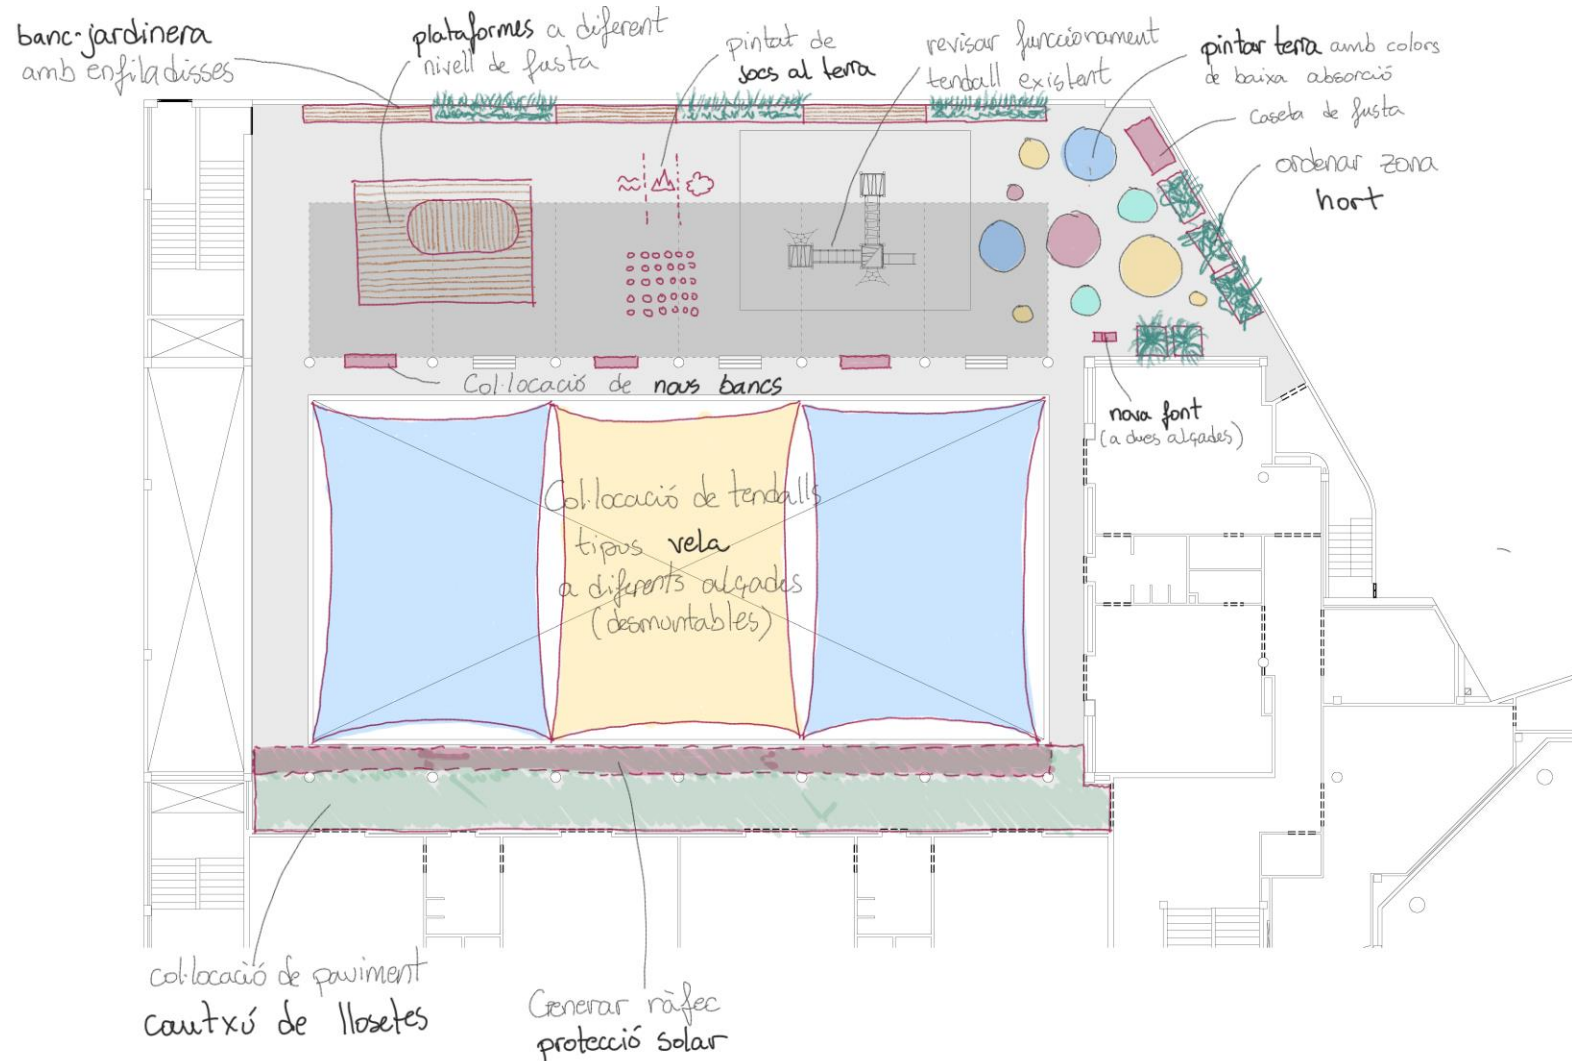 banc-jardinera
amb enfiladisses
plataformes a diferent
nivell de fusta
pintat de
jocs al terra
revisar funcionament
tendall existent
pintar terra amb colors
de baixa absorció
caseta de fusta
ordenar zona
hort
Col·locació de nous bancs
nova font
(a dues alçades)
Col·locació de tendalls
tipus vela
a diferents alçades
(desmuntables)
col·locació de paviment
cautxú de llosetes
Generar ràfec
protecció solar